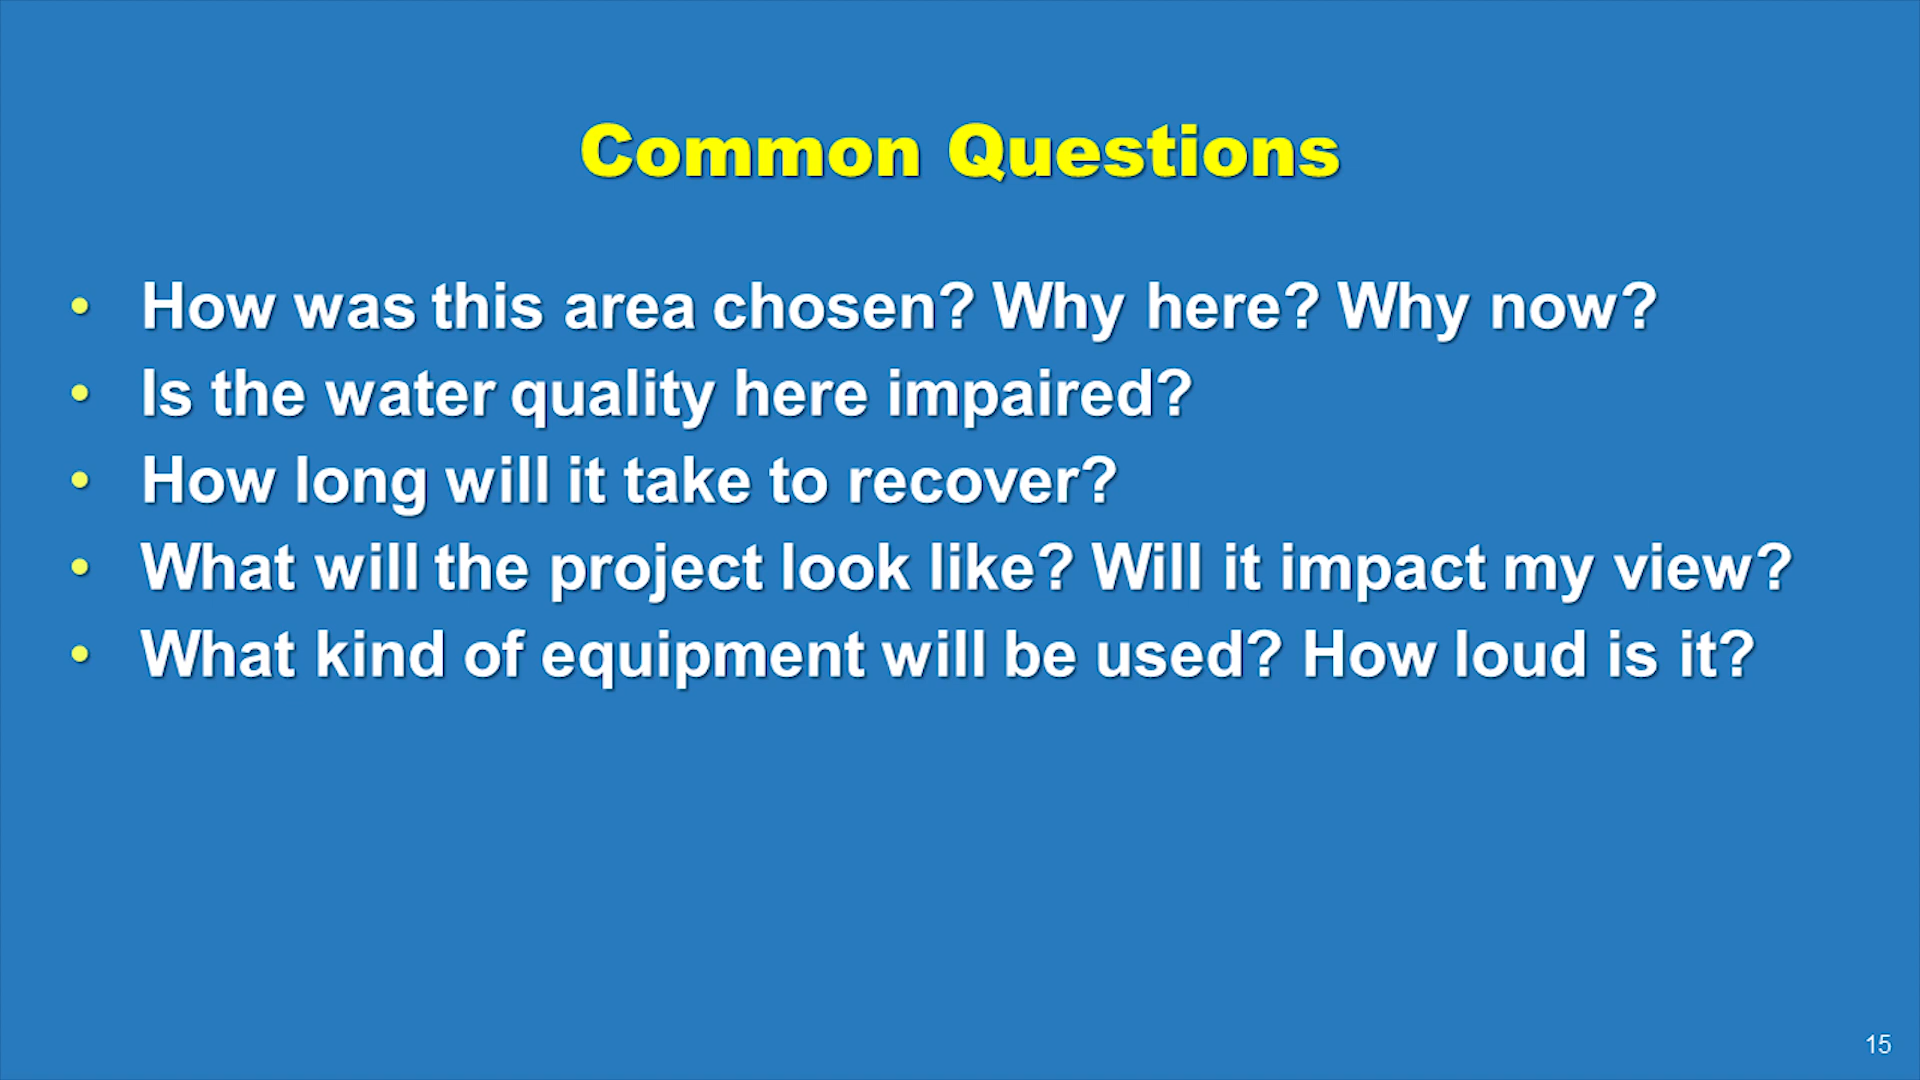 Common Questions
• How was this area chosen? Why here? Why now?
• Is the water quality here impaired?
• How long will it take to recover?
• What will the project look like? Will it impact my view?
• What kind of equipment will be used? How loud is it?
15